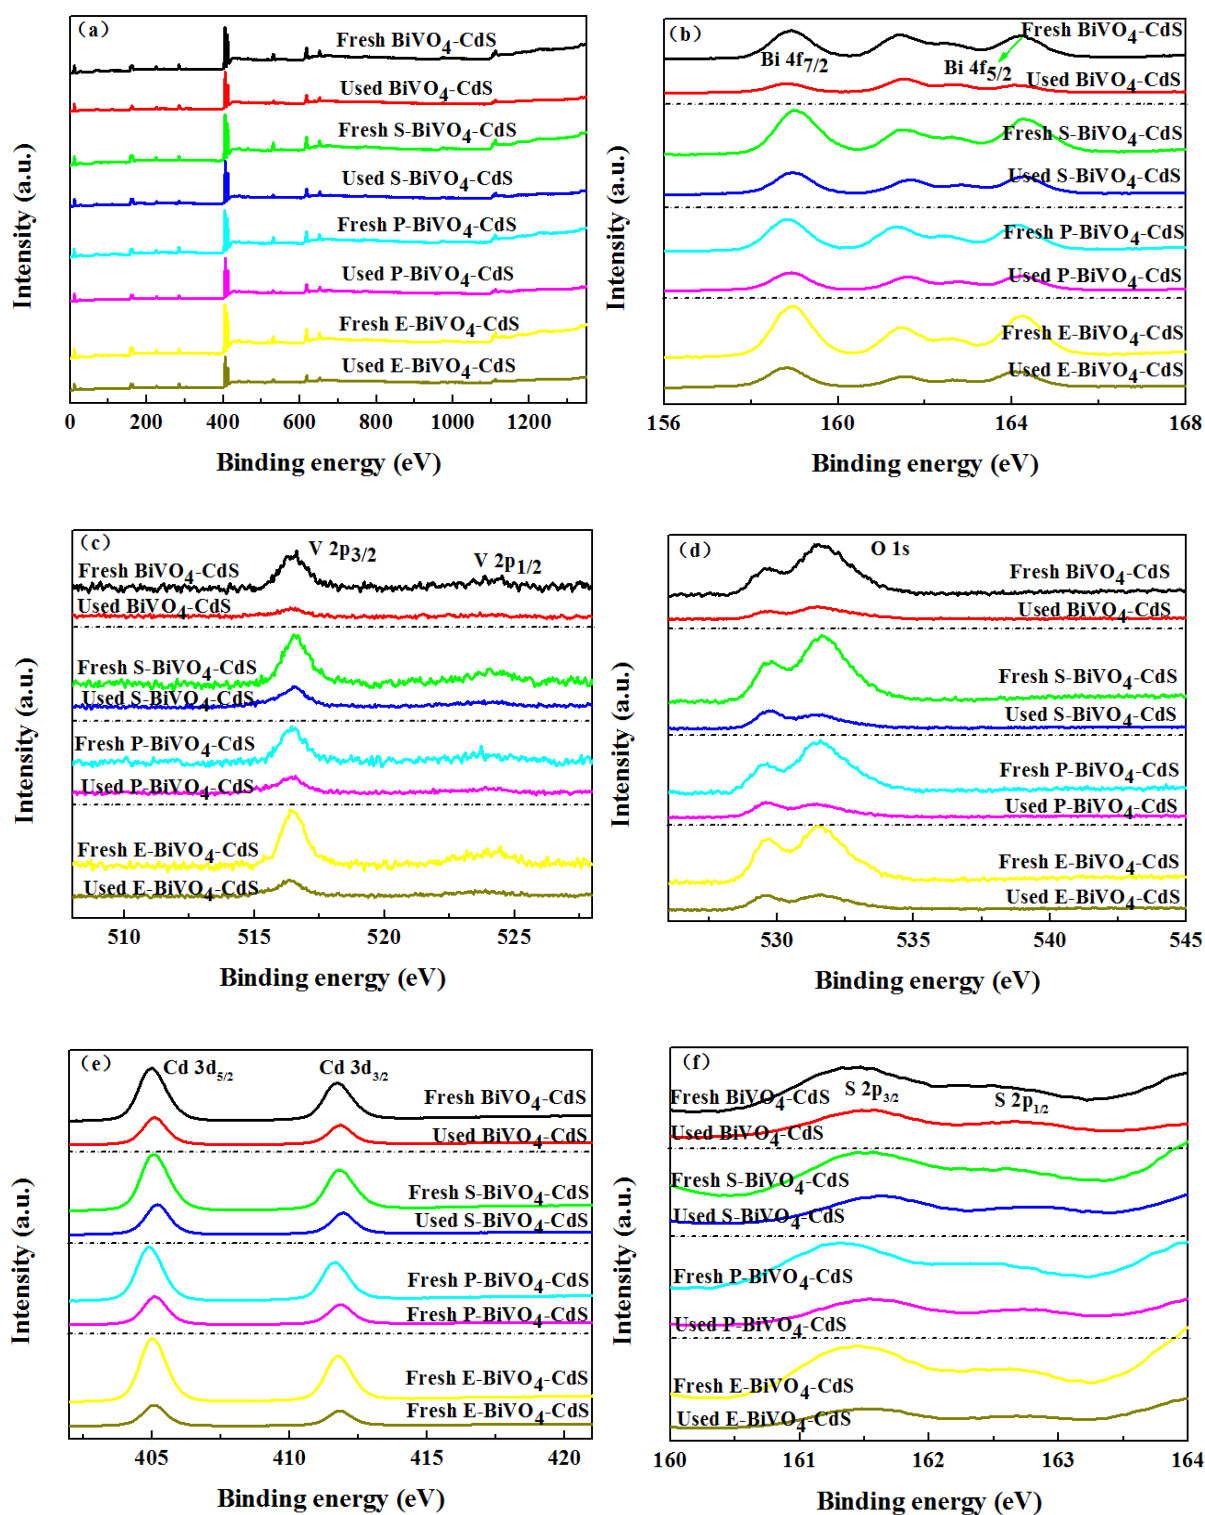 (a)
Fresh BiVO4-CdS
Used BiVO4-CdS
Fresh S-BiVO4-CdS
Used S-BiVO4-CdS
Fresh P-BiVO4-CdS
Used P-BiVO4-CdS
Fresh E-BiVO4-CdS
Used E-BiVO4-CdS
0 200 400 600 800 1000 1200
Binding energy (eV)
Intensity (a.u.)
(b)
Fresh BiVO4-CdS
Bi 4f7/2
Bi 4f5/2
Used BiVO4-CdS
Fresh S-BiVO4-CdS
Used S-BiVO4-CdS
Fresh P-BiVO4-CdS
Used P-BiVO4-CdS
Fresh E-BiVO4-CdS
Used E-BiVO4-CdS
156 160 164 168
Binding energy (eV)
Intensity (a.u.)
(c)
V 2p3/2
V 2p1/2
Fresh BiVO4-CdS
Used BiVO4-CdS
Fresh S-BiVO4-CdS
Used S-BiVO4-CdS
Fresh P-BiVO4-CdS
Used P-BiVO4-CdS
Fresh E-BiVO4-CdS
Used E-BiVO4-CdS
510 515 520 525
Binding energy (eV)
Intensity (a.u.)
(d)
O 1s
Fresh BiVO4-CdS
Used BiVO4-CdS
Fresh S-BiVO4-CdS
Used S-BiVO4-CdS
Fresh P-BiVO4-CdS
Used P-BiVO4-CdS
Fresh E-BiVO4-CdS
Used E-BiVO4-CdS
530 535 540 545
Binding energy (eV)
Intensity (a.u.)
(e)
Cd 3d5/2
Cd 3d3/2
Fresh BiVO4-CdS
Used BiVO4-CdS
Fresh S-BiVO4-CdS
Used S-BiVO4-CdS
Fresh P-BiVO4-CdS
Fresh P-BiVO4-CdS
Fresh E-BiVO4-CdS
Fresh E-BiVO4-CdS
405 410 415 420
Binding energy (eV)
Intensity (a.u.)
(f)
S 2p3/2
S 2p1/2
Fresh BiVO4-CdS
Used BiVO4-CdS
Fresh S-BiVO4-CdS
Used S-BiVO4-CdS
Fresh P-BiVO4-CdS
Used P-BiVO4-CdS
Fresh E-BiVO4-CdS
Used E-BiVO4-CdS
160 161 162 163 164
Binding energy (eV)
Intensity (a.u.)